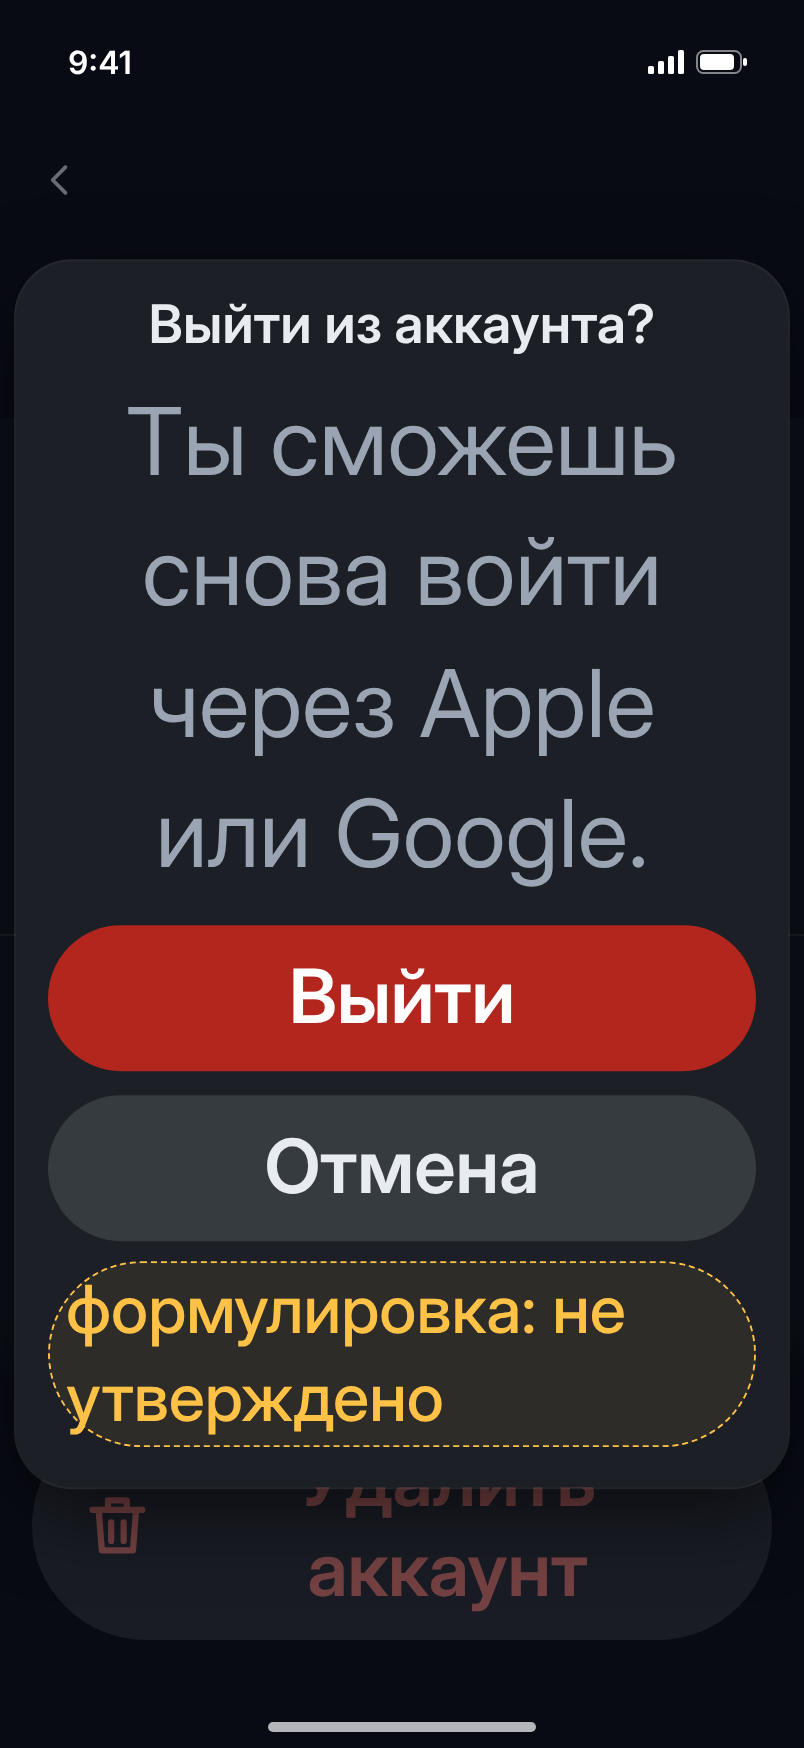 9:41
Выйти из аккаунта?
Ты сможешь
снова войти
через Apple
или Google.
Выйти
Отмена
формулировка: не
утверждено
Удалить
аккаунт